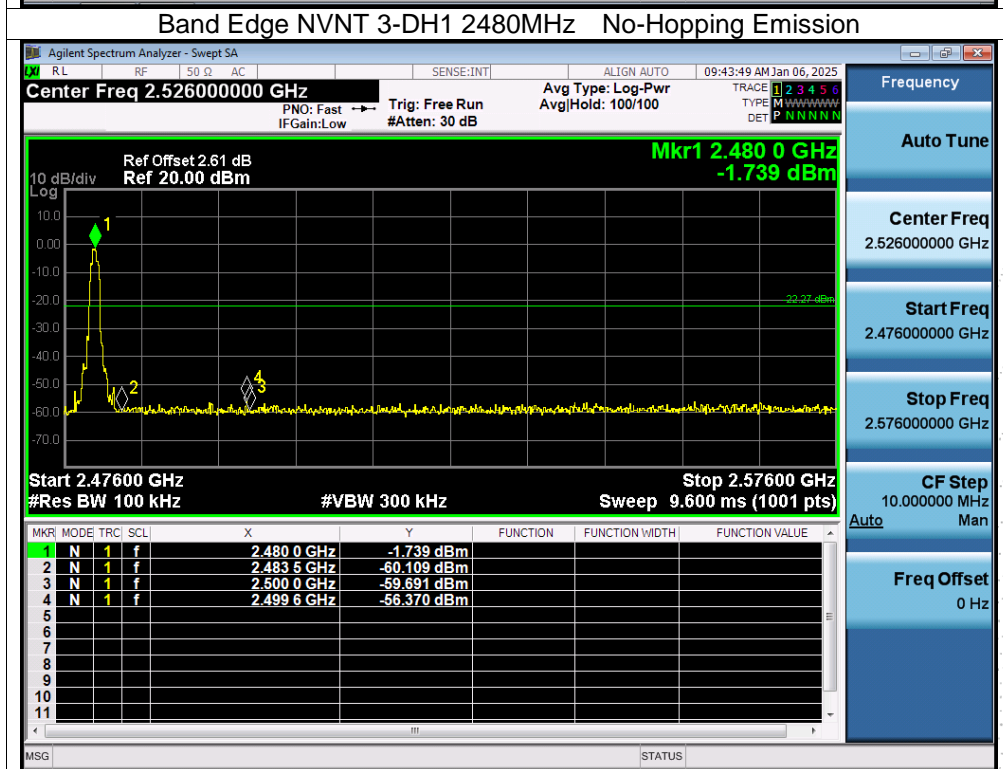 Band Edge NVNT 3-DH1 2480MHz No-Hopping Emission
Agilent Spectrum Analyzer - Swept SA
LXI RL RF 50 Ω AC SENSE:INT ALIGN AUTO 09:43:49 AM Jan 06, 2025
Center Freq 2.526000000 GHz
PNO: Fast
IFGain:Low
Trig: Free Run
#Atten: 30 dB
Avg Type: Log-Pwr
Avg|Hold: 100/100
TRACE 1 2 3 4 5 6
TYPE M WWWWW
DET P N N N N N
Ref Offset 2.61 dB
10 dB/div Ref 20.00 dBm
Log
Mkr1 2.480 0 GHz
-1.739 dBm
10.0
0.00
-10.0
-20.0
-30.0
-40.0
-50.0
-60.0
-70.0
1
2
4
3
-22.27 dBm
Start 2.47600 GHz Stop 2.57600 GHz
#Res BW 100 kHz #VBW 300 kHz Sweep 9.600 ms (1001 pts)
MKR MODE TRC SCL X Y FUNCTION FUNCTION WIDTH FUNCTION VALUE
1 N 1 f 2.480 0 GHz -1.739 dBm
2 N 1 f 2.483 5 GHz -60.109 dBm
3 N 1 f 2.500 0 GHz -59.691 dBm
4 N 1 f 2.499 6 GHz -56.370 dBm
5
6
7
8
9
10
11
MSG STATUS
Frequency
Auto Tune
Center Freq
2.526000000 GHz
Start Freq
2.476000000 GHz
Stop Freq
2.576000000 GHz
CF Step
10.000000 MHz
Auto Man
Freq Offset
0 Hz